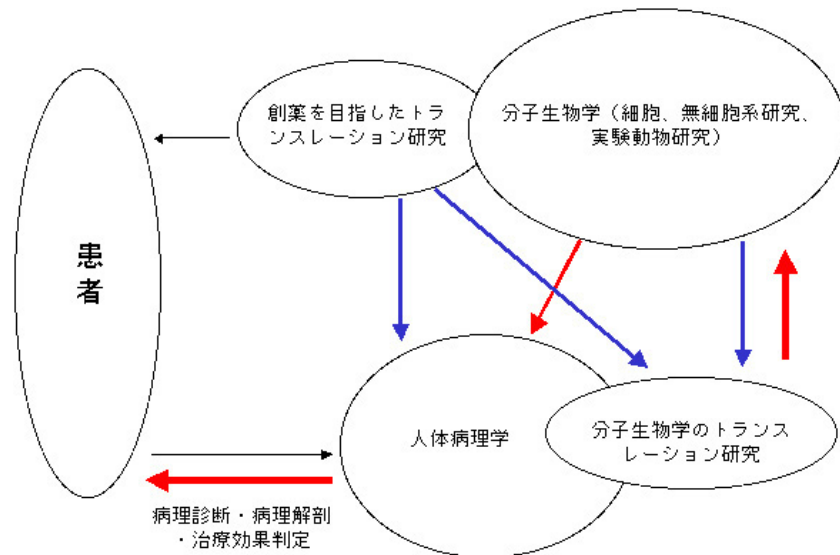 創薬を目指したトラ
ンスレーション研究
分子生物学（細胞、無細胞系研究、
実験動物研究）
患
者
人体病理学
分子生物学のトランス
レーション研究
病理診断・病理解剖
・治療効果判定